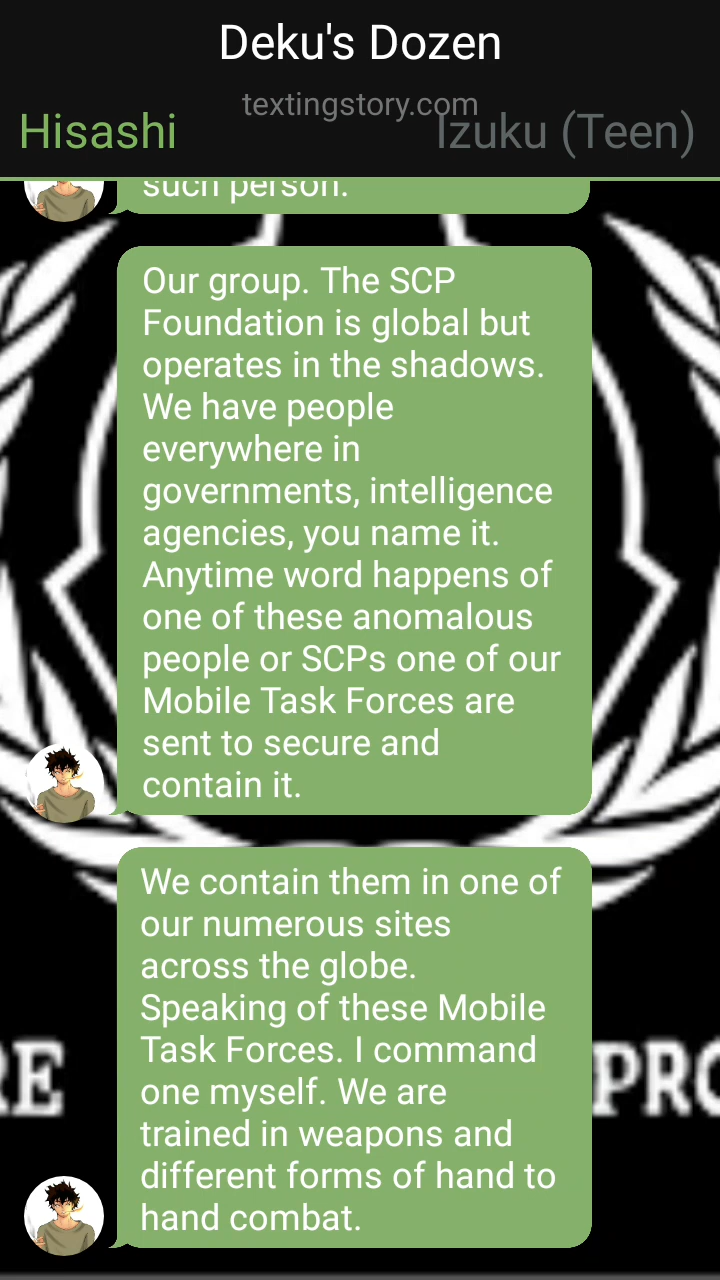 Deku's Dozen
textingstory.com
Hisashi
Izuku (Teen)
such person.
Our group. The SCP
Foundation is global but
operates in the shadows.
We have people
everywhere in
governments, intelligence
agencies, you name it.
Anytime word happens of
one of these anomalous
people or SCPs one of our
Mobile Task Forces are
sent to secure and
contain it.
We contain them in one of
our numerous sites
across the globe.
Speaking of these Mobile
Task Forces. I command
one myself. We are
trained in weapons and
different forms of hand to
hand combat.
RE
PRO